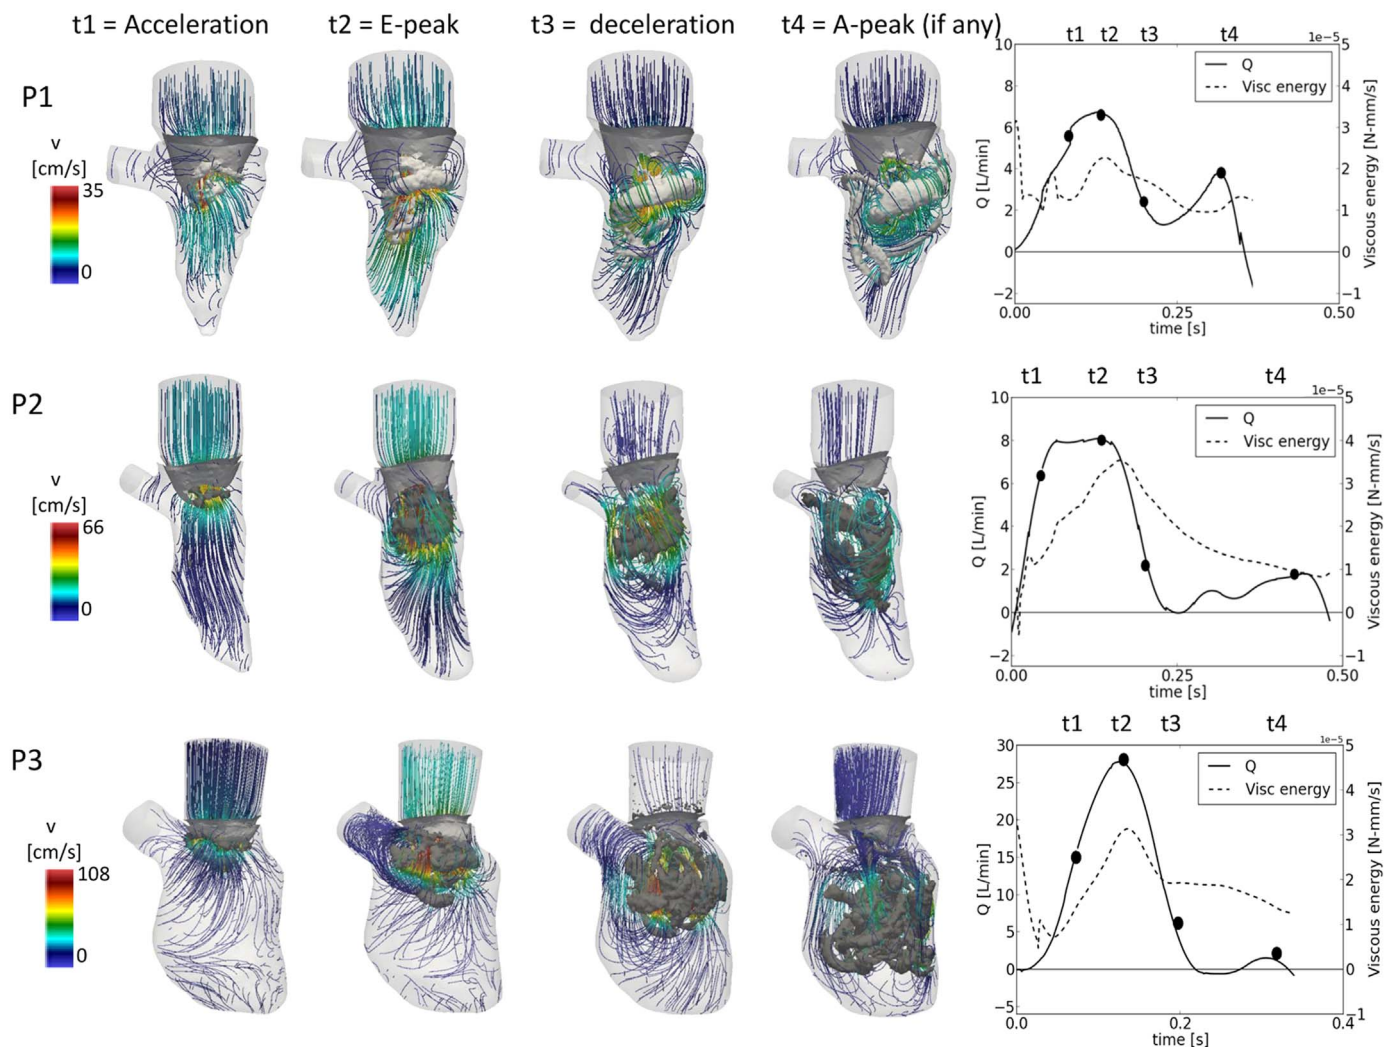 t1 = Acceleration
t2 = E-peak
t3 = deceleration
t4 = A-peak (if any)
P1
v
[cm/s]
35
0
t1 t2 t3 t4
1e−5
Q
Visc energy
10
8
6
4
2
0
−2
Q [L/min]
5
4
3
2
1
0
−1
Viscous energy [N-mm/s]
0.00
0.25
0.50
time [s]
P2
v
[cm/s]
66
0
t1 t2 t3 t4
1e−5
Q
Visc energy
10
8
6
4
2
0
−2
Q [L/min]
5
4
3
2
1
0
−1
Viscous energy [N-mm/s]
0.00
0.25
0.50
time [s]
P3
v
[cm/s]
108
0
t1 t2 t3 t4
1e−5
Q
Visc energy
30
25
20
15
10
5
0
−5
Q [L/min]
5
4
3
2
1
0
−1
Viscous energy [N-mm/s]
0.0
0.2
0.4
time [s]